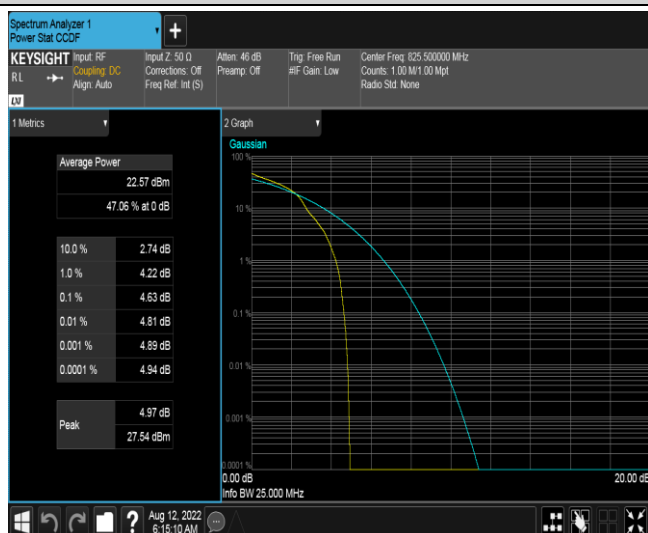 Spectrum Analyzer 1
Power Stat CCDF
+
KEYSIGHT
RL
LXI
Input: RF
Coupling: DC
Align: Auto
Input Z: 50 Ω
Corrections: Off
Freq Ref: Int (S)
Atten: 46 dB
Preamp: Off
Trig: Free Run
#IF Gain: Low
Center Freq: 825.500000 MHz
Counts: 1.00 M/1.00 Mpt
Radio Std: None
1 Metrics
Average Power
22.57 dBm
47.06 % at 0 dB
10.0 % 2.74 dB
1.0 % 4.22 dB
0.1 % 4.63 dB
0.01 % 4.81 dB
0.001 % 4.89 dB
0.0001 % 4.94 dB
Peak
4.97 dB
27.54 dBm
2 Graph
Gaussian
100 %
10 %
1 %
0.1 %
0.01 %
0.001 %
0.0001 %
0.00 dB 20.00 dB
Info BW 25.000 MHz
?
Aug 12, 2022
6:15:10 AM